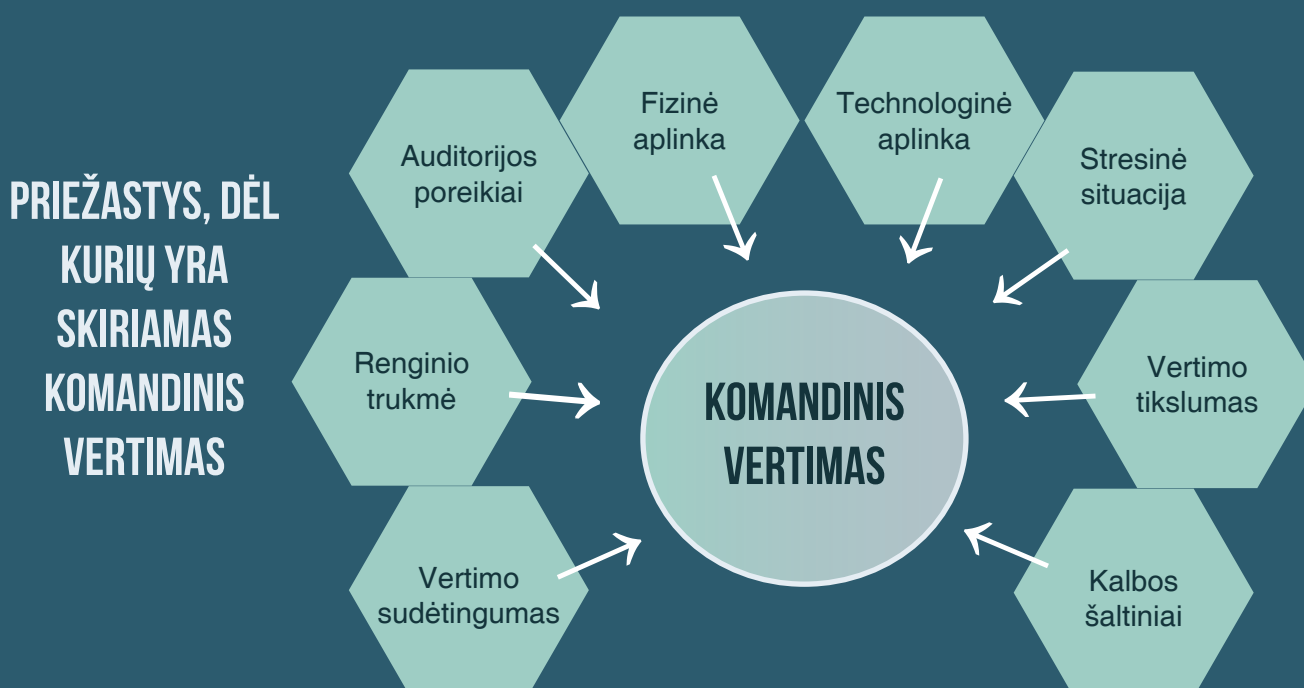 PRIEŽASTYS, DĖL
KURIŲ YRA
SKIRIAMAS
KOMANDINIS
VERTIMAS
Vertimo
sudėtingumas
Renginio
trukmė
Auditorijos
poreikiai
Fizinė
aplinka
Technologinė
aplinka
Stresinė
situacija
Vertimo
tikslumas
Kalbos
šaltiniai
KOMANDINIS
VERTIMAS